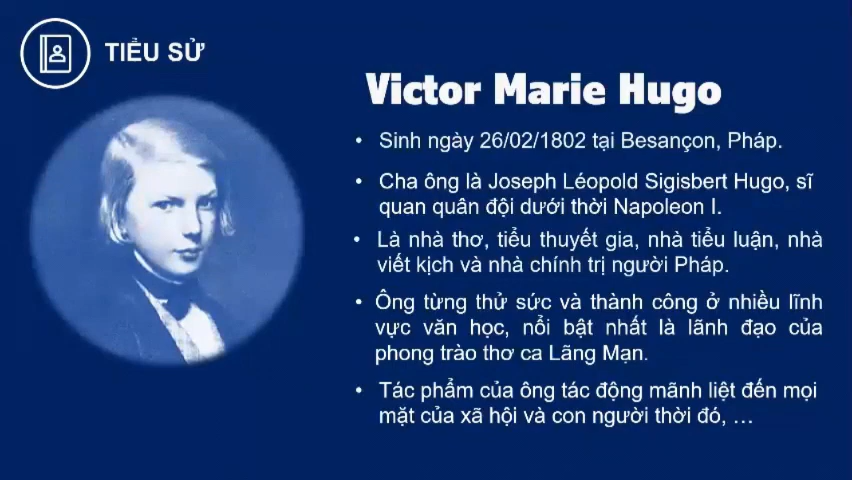 TIỂU SỬ
Victor Marie Hugo
• Sinh ngày 26/02/1802 tại Besançon, Pháp.
• Cha ông là Joseph Léopold Sigisbert Hugo, sĩ
quan quân đội dưới thời Napoleon I.
• Là nhà thơ, tiểu thuyết gia, nhà tiểu luận, nhà
viết kịch và nhà chính trị người Pháp.
• Ông từng thử sức và thành công ở nhiều lĩnh
vực văn học, nổi bật nhất là lãnh đạo của
phong trào thơ ca Lãng Mạn.
• Tác phẩm của ông tác động mãnh liệt đến mọi
mặt của xã hội và con người thời đó, …